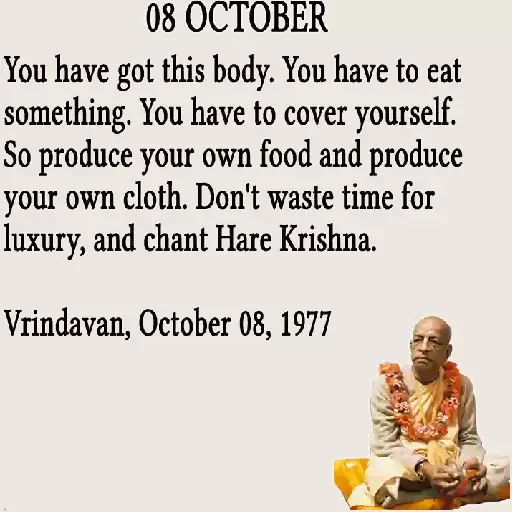 08 OCTOBER
You have got this body. You have to eat
something. You have to cover yourself.
So produce your own food and produce
your own cloth. Don't waste time for
luxury, and chant Hare Krishna.
Vrindavan, October 08, 1977